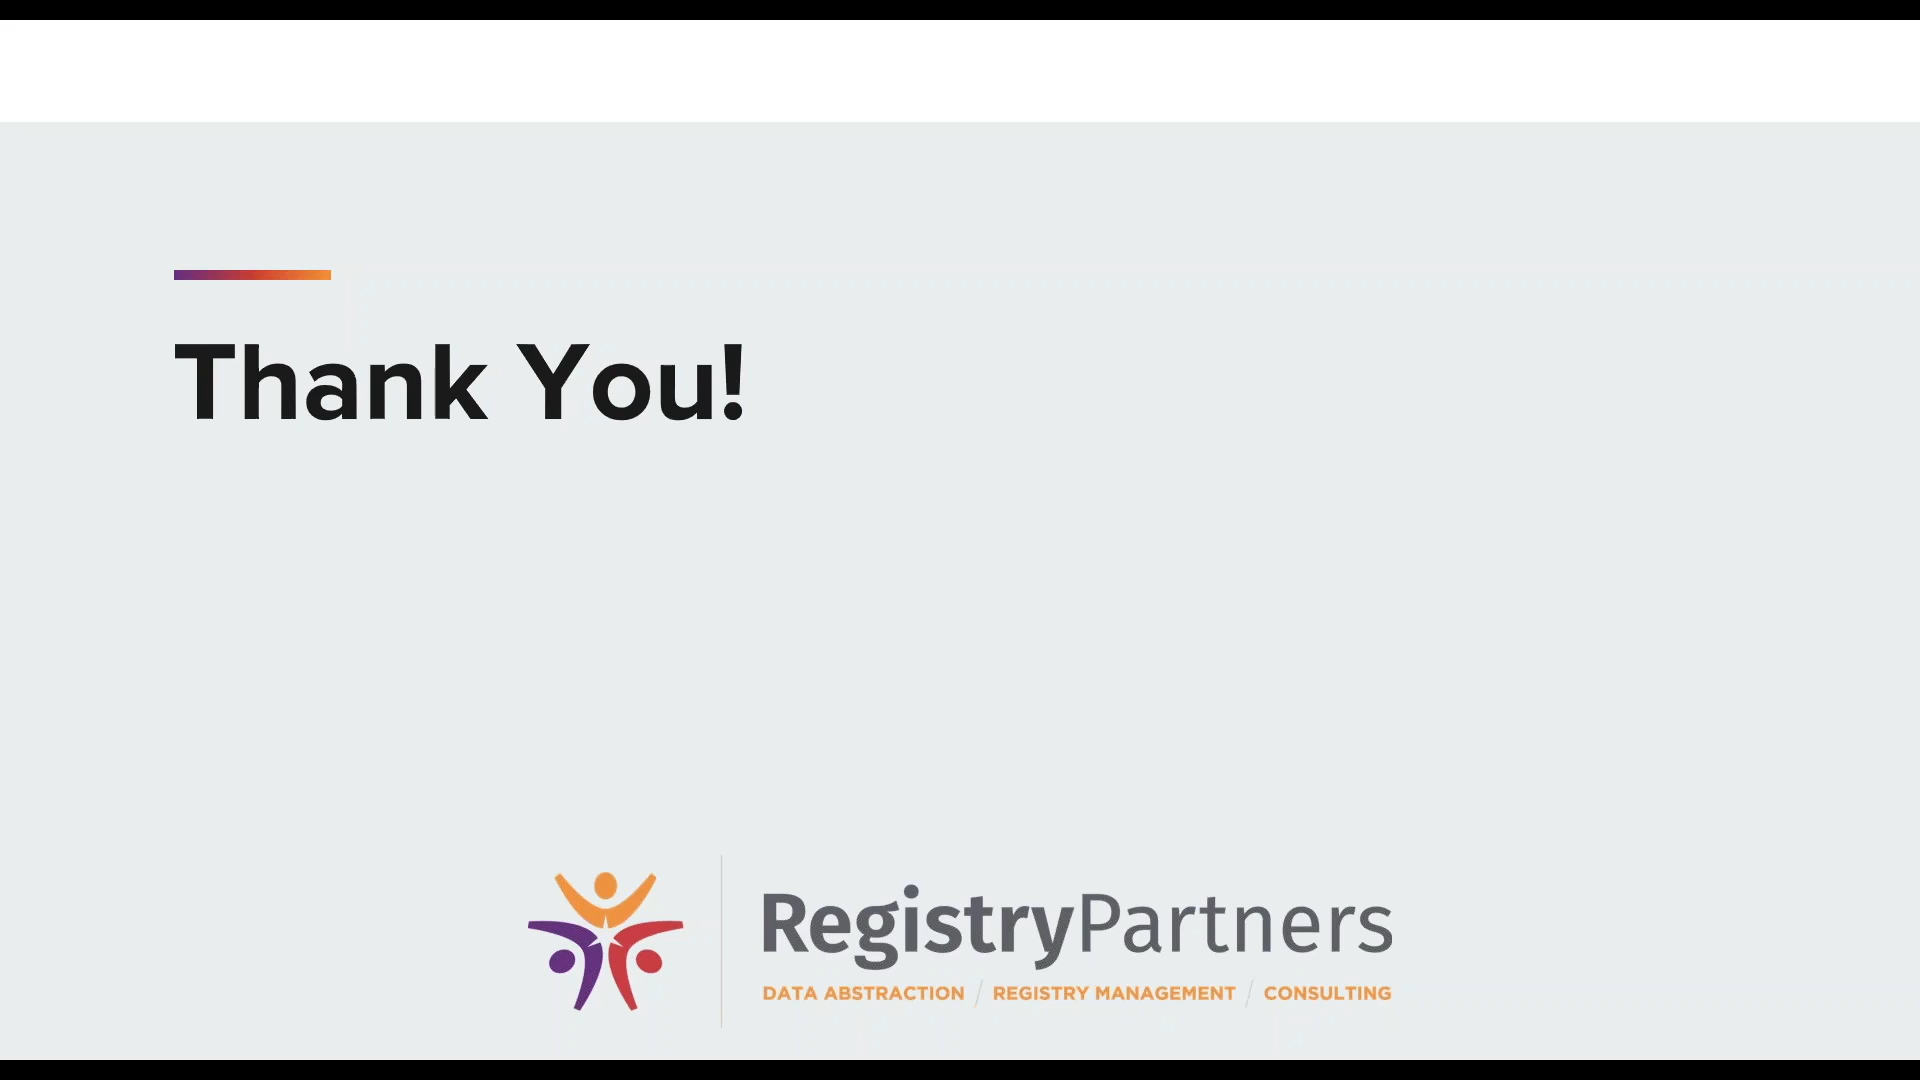 Thank You!
RegistryPartners
DATA ABSTRACTION / REGISTRY MANAGEMENT / CONSULTING